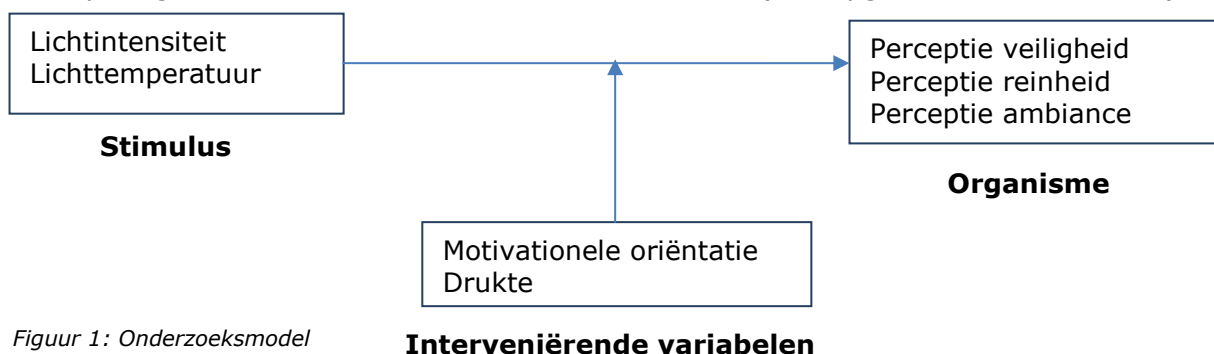 Lichtintensiteit
Lichttemperatuur
Stimulus
Perceptie veiligheid
Perceptie reinheid
Perceptie ambiance
Organisme
Motivationele oriëntatie
Drukte
Figuur 1: Onderzoeksmodel
Interveniërende variabelen